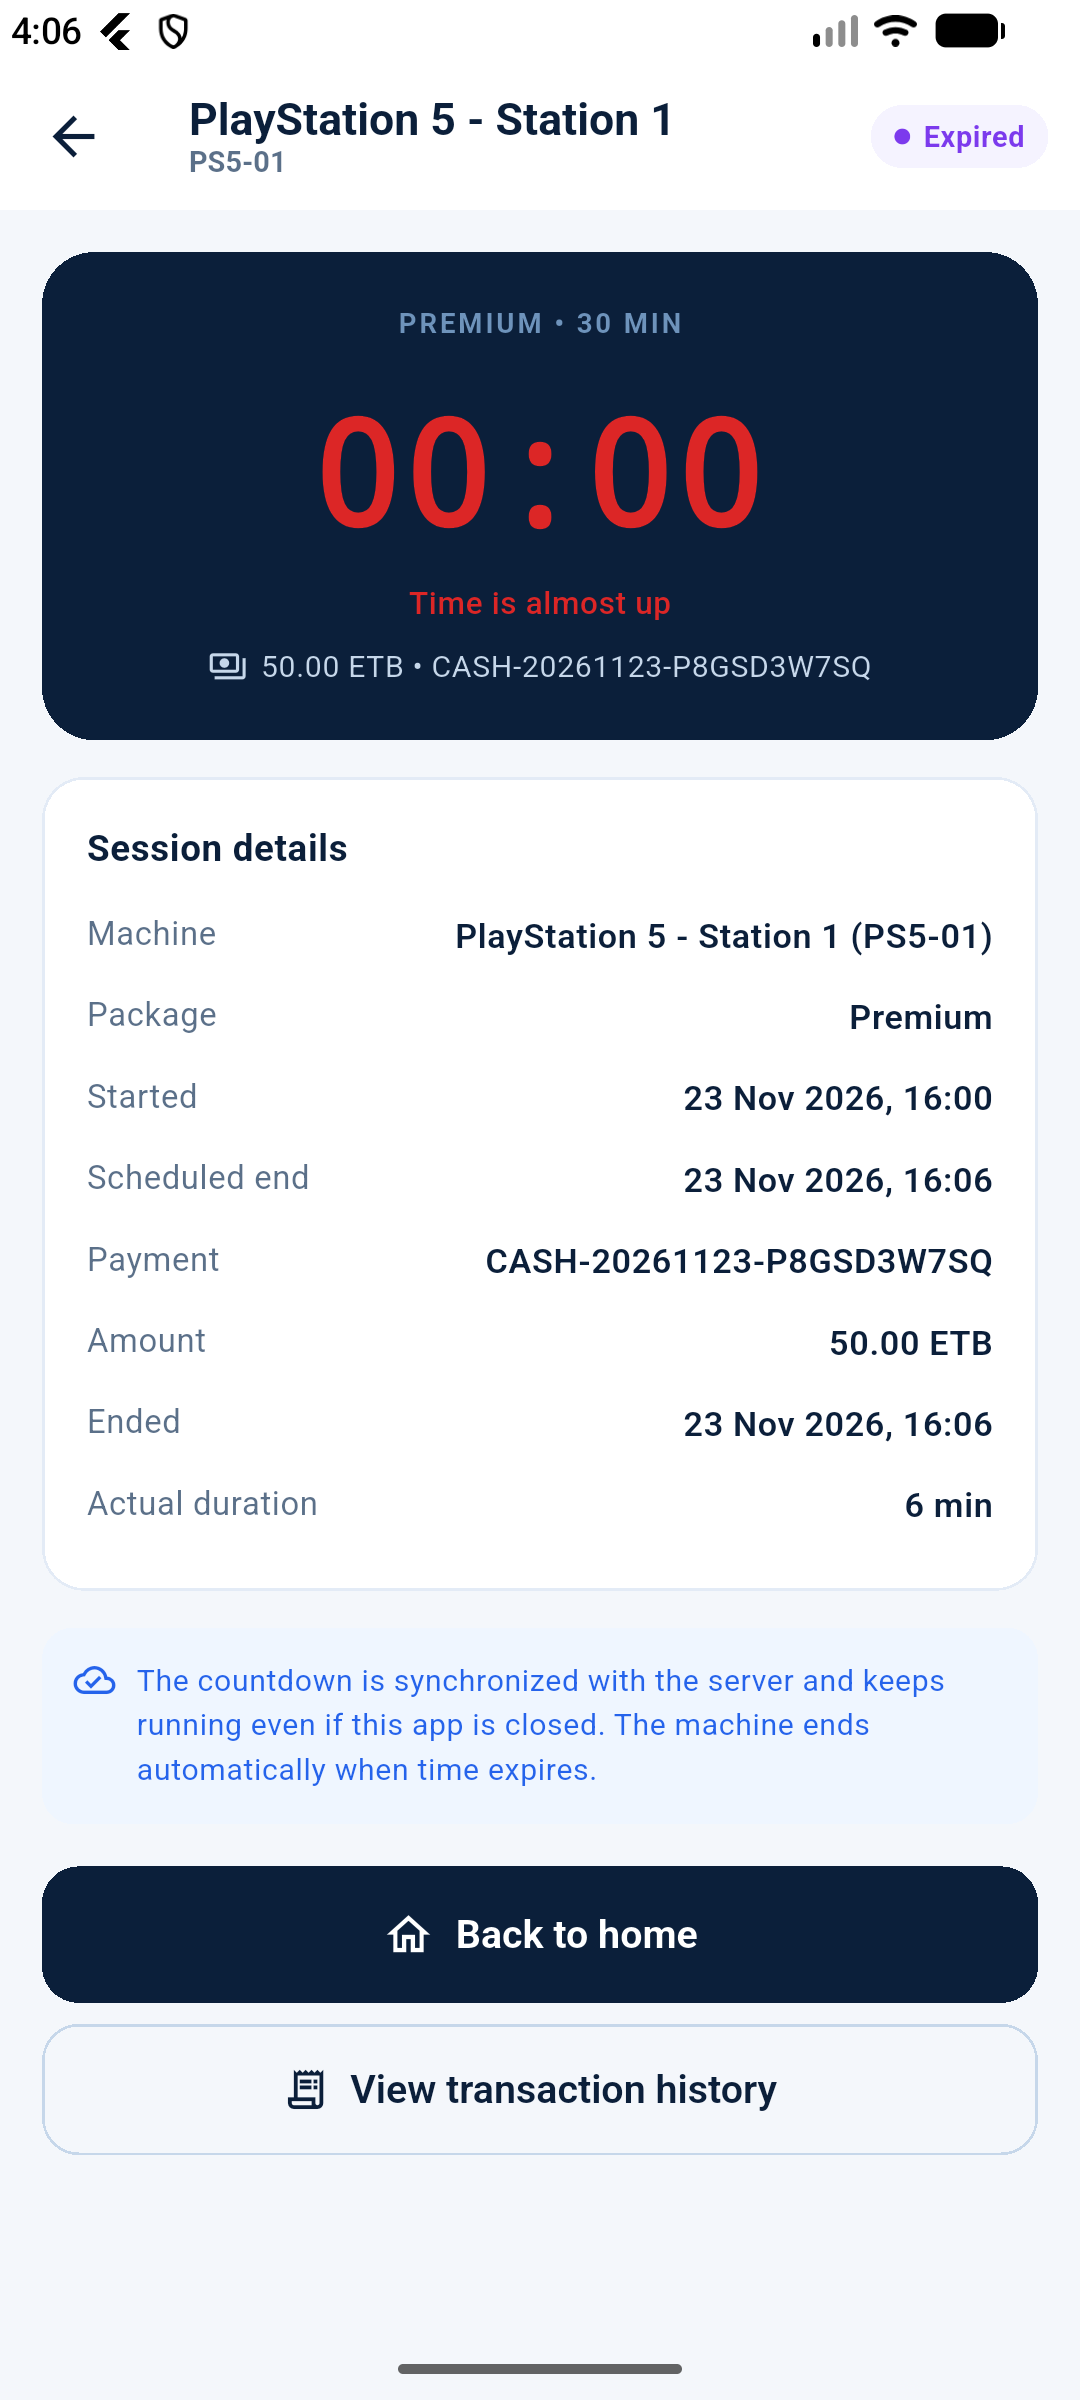 4:06
PlayStation 5 - Station 1
PS5-01
Expired
PREMIUM • 30 MIN
00:00
Time is almost up
50.00 ETB • CASH-20261123-P8GSD3W7SQ
Session details
Machine PlayStation 5 - Station 1 (PS5-01)
Package Premium
Started 23 Nov 2026, 16:00
Scheduled end 23 Nov 2026, 16:06
Payment CASH-20261123-P8GSD3W7SQ
Amount 50.00 ETB
Ended 23 Nov 2026, 16:06
Actual duration 6 min
The countdown is synchronized with the server and keeps
running even if this app is closed. The machine ends
automatically when time expires.
Back to home
View transaction history